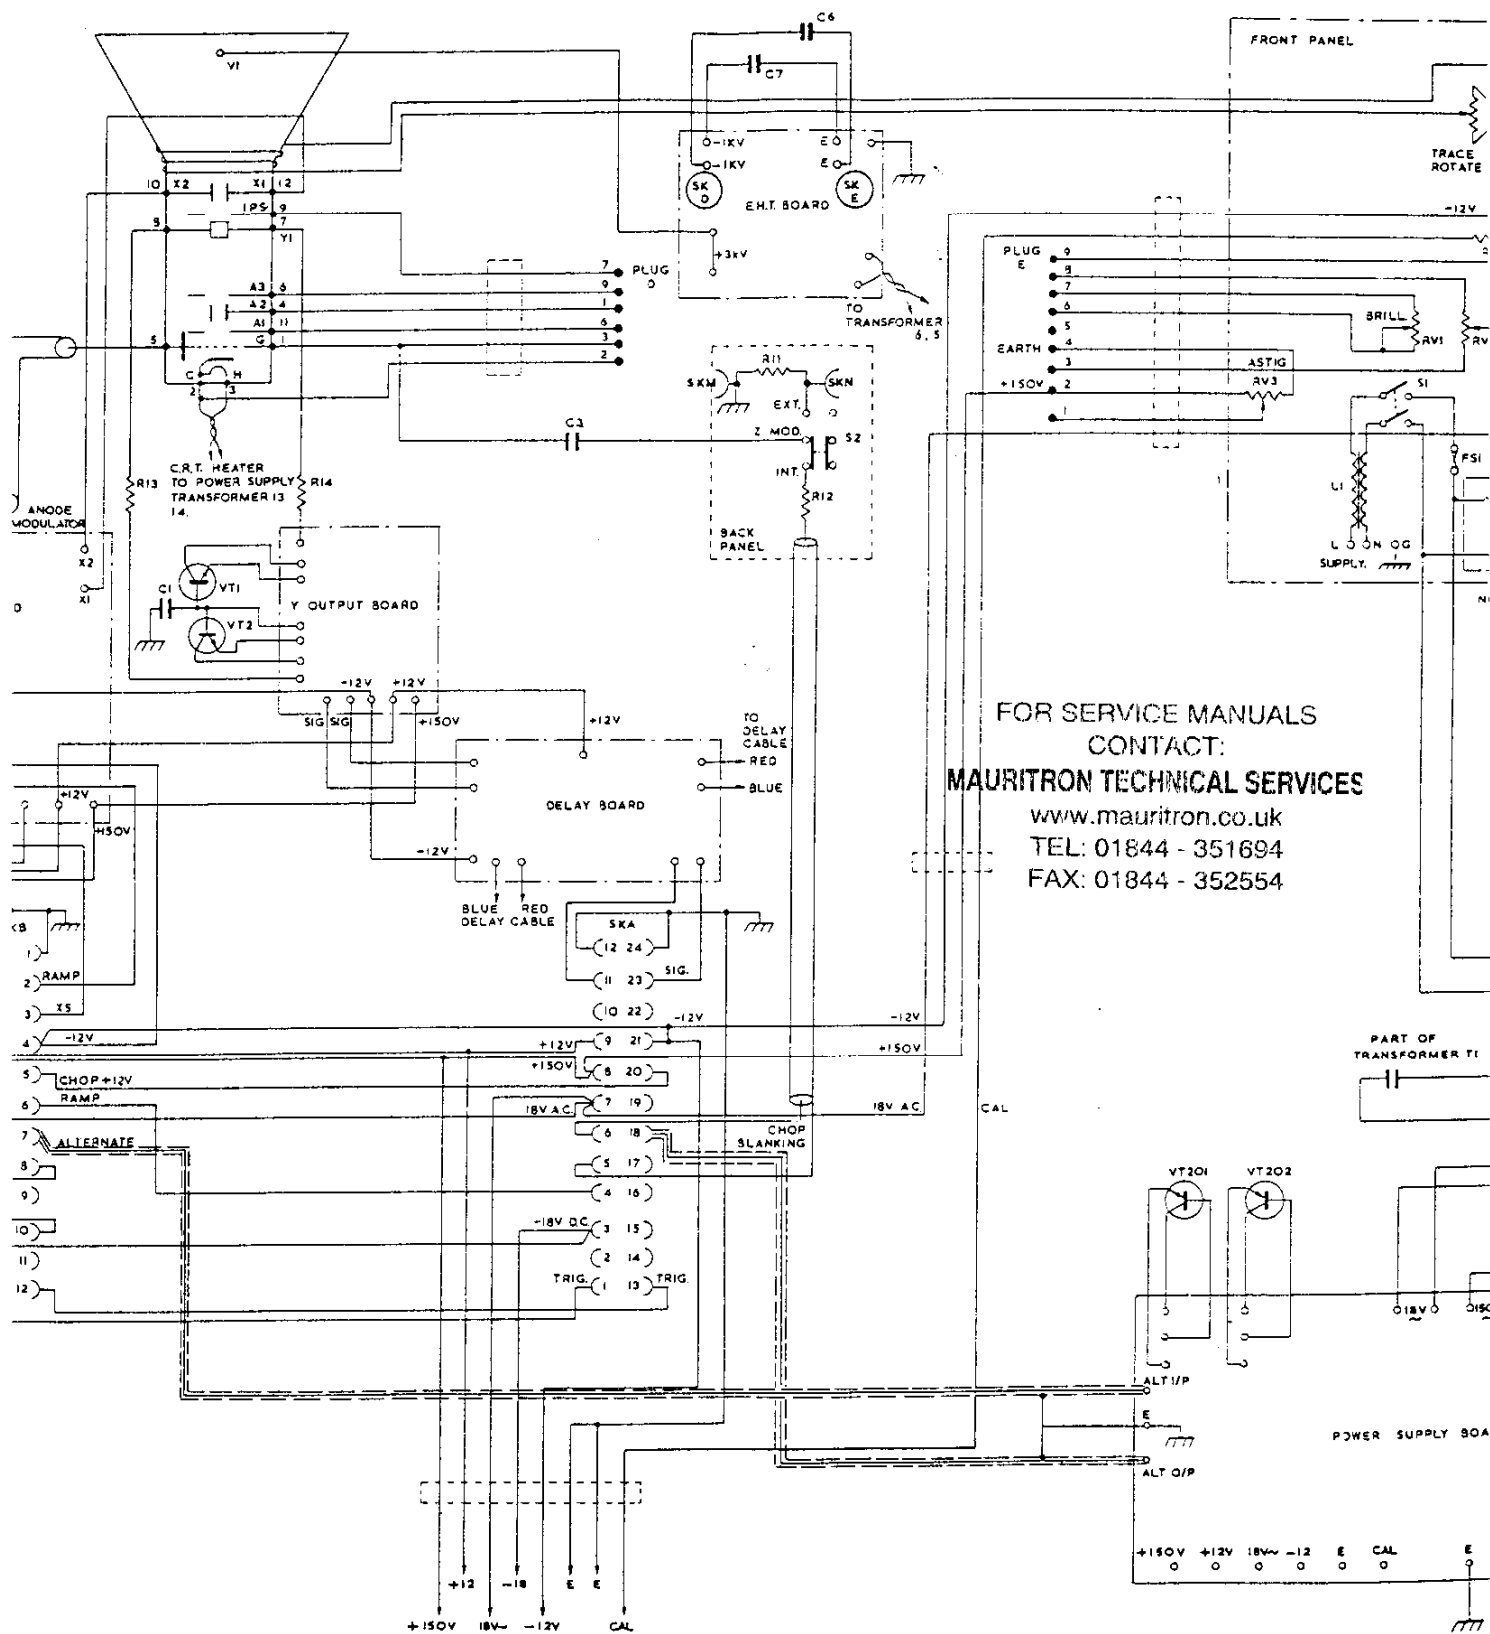 C6
C7
FRONT PANEL
V1
-1KV
E
-1KV
E
SK
D
SK
E
E.H.T. BOARD
TRACE
ROTATE
10
X2
X1
12
IPS
9
7
Y1
-12V
+3kV
PLUG
D
7
9
1
6
3
2
A3
6
A2
4
A1
11
5
G
C
H
2
3
TO
TRANSFORMER
6, 5
PLUG
E
9
8
7
6
5
4
3
2
1
EARTH
+150V
BRILL
RV1
RV
ASTIG
RV3
S1
R11
SKM
SKN
EXT.
Z MOD.
S2
INT.
R12
BACK
PANEL
C3
C.R.T. HEATER
TO POWER SUPPLY
TRANSFORMER 13
14.
R13
R14
ANODE
MODULATOR
X2
X1
L1
FS1
L
N
G
SUPPLY.
C1
VT1
VT2
Y OUTPUT BOARD
-12V
+12V
SIG
SIG
+150V
+12V
TO
DELAY
CABLE
RED
BLUE
DELAY BOARD
+12V
+150V
-12V
BLUE RED
DELAY CABLE
FOR SERVICE MANUALS
CONTACT:
MAURITRON TECHNICAL SERVICES
www.mauritron.co.uk
TEL: 01844 - 351694
FAX: 01844 - 352554
SKA
12 24
11 23
SIG.
10 22
-12V
-12V
+12V
9 21
+150V
+150V
8 20
18V A.C.
7 19
18V A.C.
CAL
6 18
CHOP
BLANKING
5 17
4 16
-18V D.C.
3 15
2 14
TRIG.
1 13
TRIG.
1
2
RAMP
3
X5
4
-12V
5
CHOP +12V
6
RAMP
7
ALTERNATE
8
9
10
11
12
PART OF
TRANSFORMER T1
VT201
VT202
18V
ALT I/P
E
ALT O/P
POWER SUPPLY BOA
+150V
+12V
18V~
-12
E
CAL
E
+12
-18
E
E
+150V
18V~
-12V
CAL